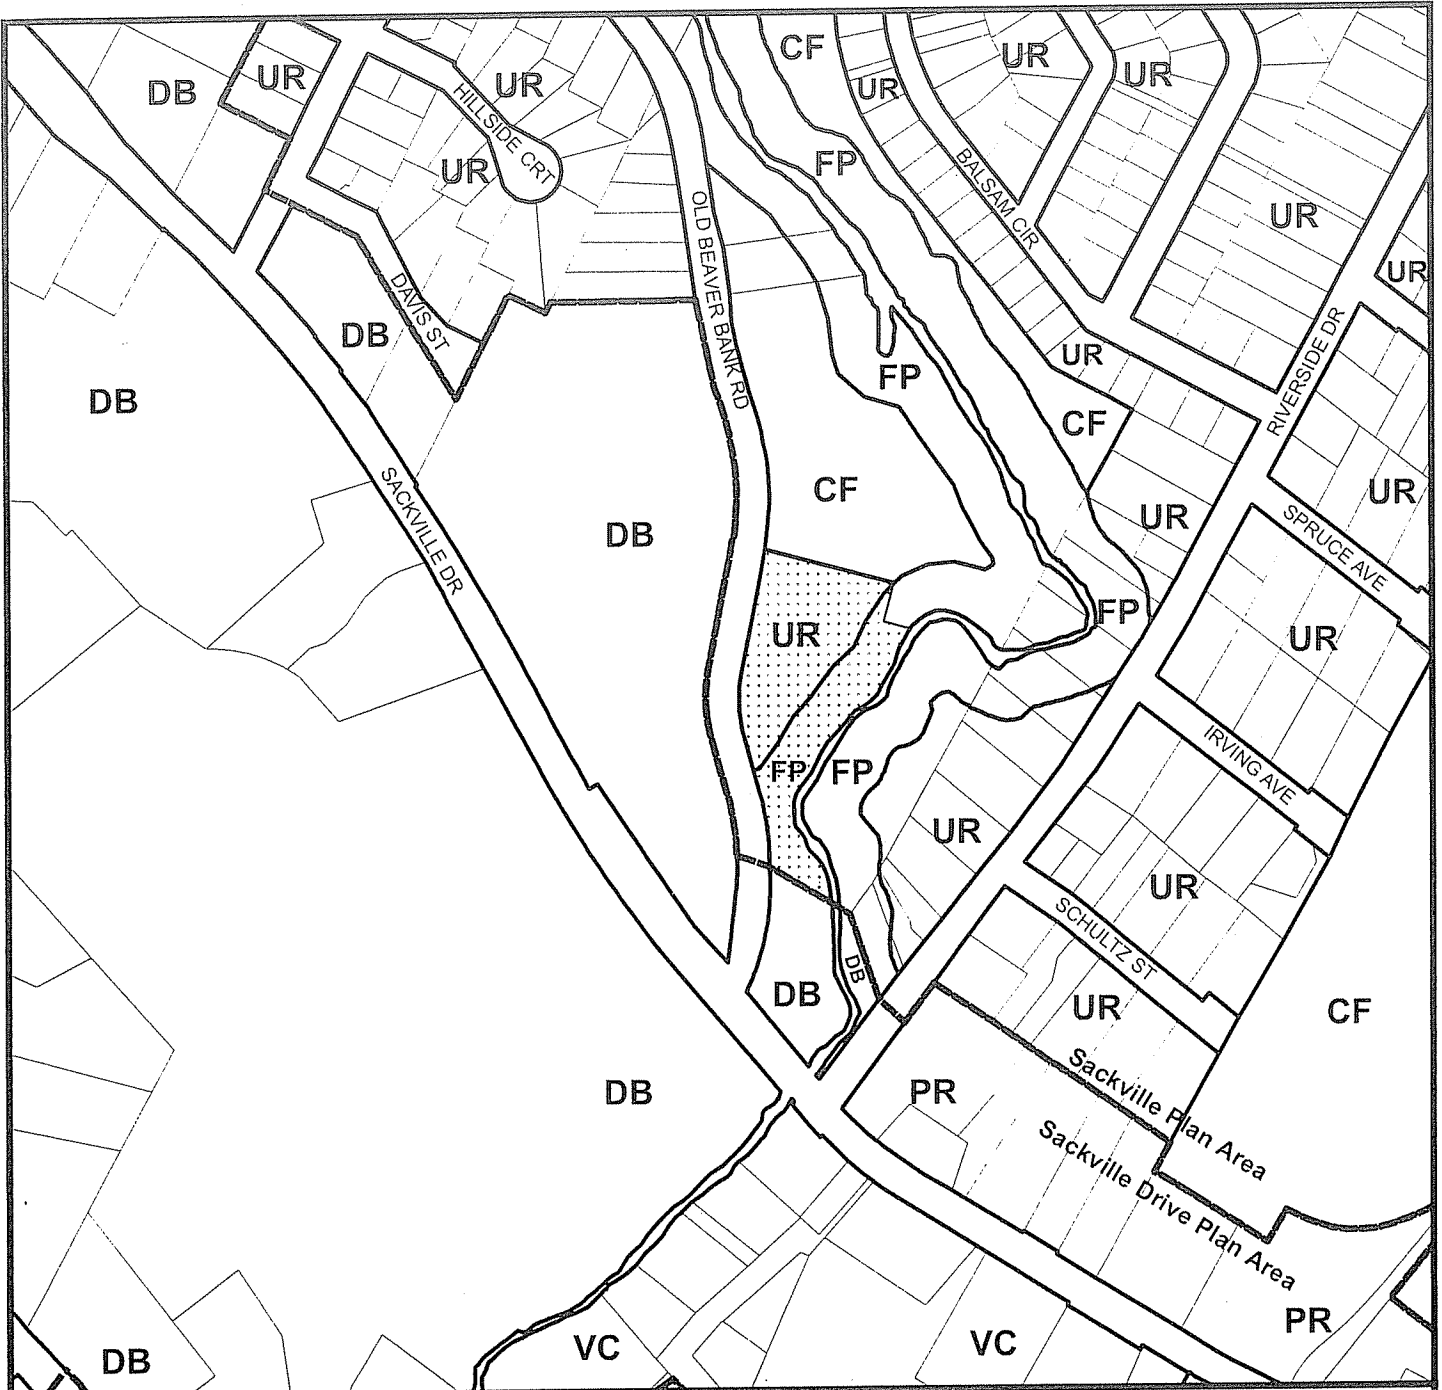 CF
UR
UR
UR
DB
UR
UR
UR
HILLSIDE CRT
FP
UR
BALSAM CIR
OLD BEAVER BANK RD
UR
UR
DAVIS ST
DB
RIVERSIDE DR
UR
FP
DB
CF
SACKVILLE DR
CF
UR
UR
DB
SPRUCE AVE
FP
UR
UR
IRVING AVE
FP
FP
UR
UR
SCHULTZ ST
DB
DB
UR
CF
DB
PR
Sackville Plan Area
Sackville Drive Plan Area
PR
VC
VC
DB